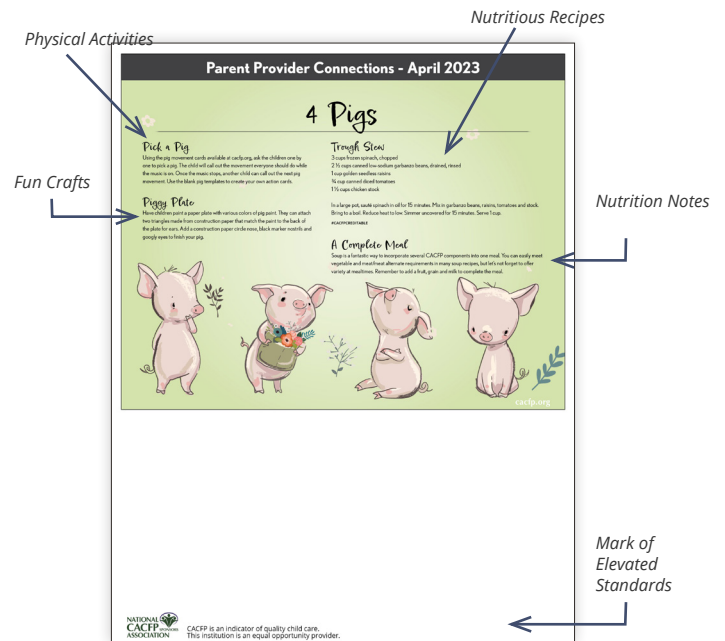 Nutritious Recipes
Physical Activities
Parent Provider Connections - April 2023
4 Pigs
Pick a Pig
Using the pig movement cards available at cacfp.org, ask the children one by
one to pick a pig. The child will call out the movement everyone should do while
the music is on. Once the music stops, another child can call out the next pig
movement. Use the blank pig templates to create your own action cards.
Trough Stew
3 cups frozen spinach, chopped
2 ½ cups canned low-sodium garbanzo beans, drained, rinsed
1 cup golden seedless raisins
¾ cup canned diced tomatoes
1 ½ cups chicken stock
Fun Crafts
Piggy Plate
Have children paint a paper plate with various colors of pig paint. They can attach
two triangles made from construction paper that match the paint to the back of
the plate for ears. Add a construction paper circle nose, black marker nostrils and
googly eyes to finish your pig.
In a large pot, sauté spinach in oil for 15 minutes. Mix in garbanzo beans, raisins, tomatoes and stock.
Bring to a boil. Reduce heat to low. Simmer uncovered for 15 minutes. Serve 1 cup.
#CACFPCREDITABLE
Nutrition Notes
A Complete Meal
Soup is a fantastic way to incorporate several CACFP components into one meal. You can easily meet
vegetable and meat/meat alternate requirements in many soup recipes, but let's not forget to offer
variety at mealtimes. Remember to add a fruit, grain and milk to complete the meal.
cacfp.org
Mark of
Elevated
Standards
NATIONAL
CACFP SPONSORS
ASSOCIATION
CACFP is an indicator of quality child care.
This institution is an equal opportunity provider.